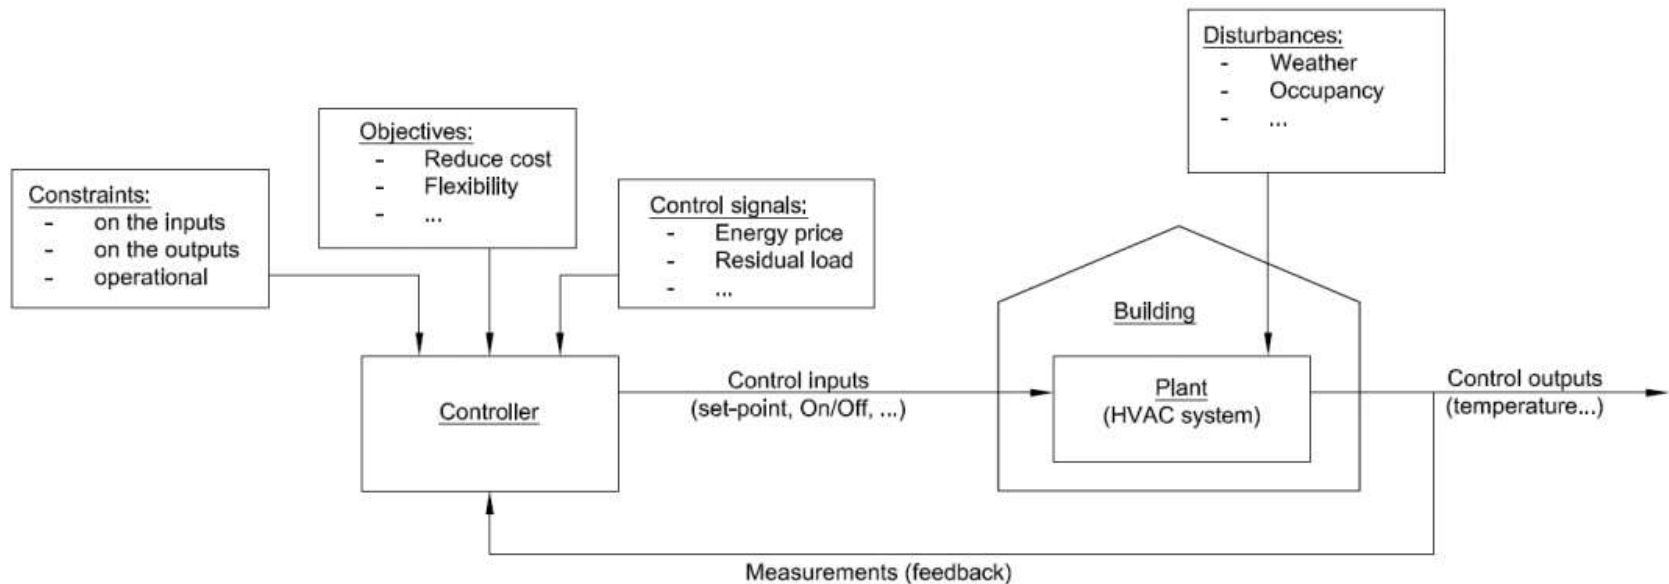 Constraints:
- on the inputs
- on the outputs
- operational
Objectives:
- Reduce cost
- Flexibility
- ...
Control signals:
- Energy price
- Residual load
- ...
Disturbances:
- Weather
- Occupancy
- ...
Controller
Control inputs
(set-point, On/Off, ...)
Building
Plant
(HVAC system)
Control outputs
(temperature...)
Measurements (feedback)